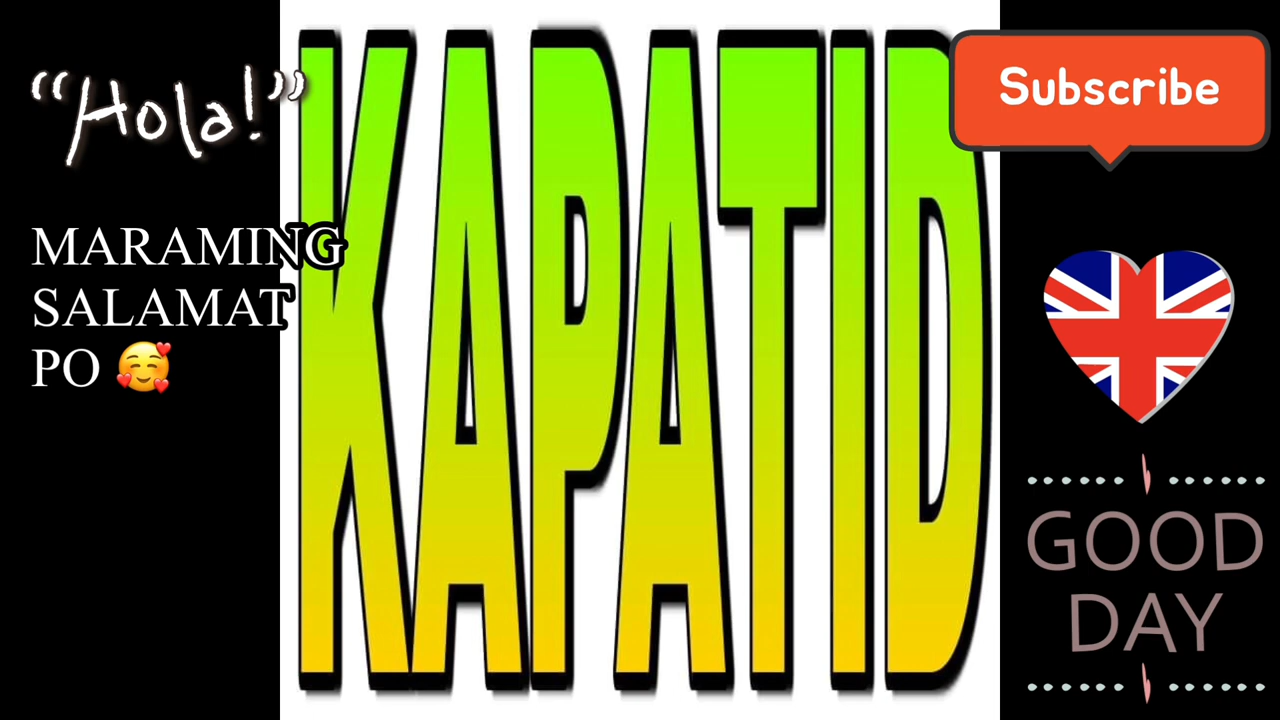 “Hola!”
MARAMING
SALAMAT
PO 🥰
KAPATID
Subscribe
GOOD
DAY